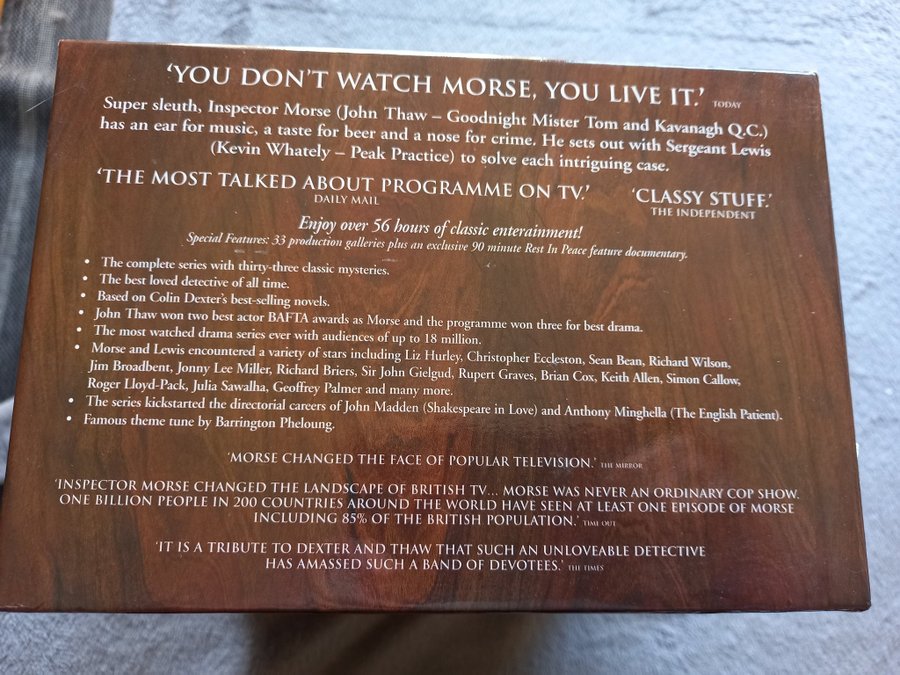 ‘YOU DON’T WATCH MORSE, YOU LIVE IT.’ TODAY
Super sleuth, Inspector Morse (John Thaw – Goodnight Mister Tom and Kavanagh Q.C.)
has an ear for music, a taste for beer and a nose for crime. He sets out with Sergeant Lewis
(Kevin Whately – Peak Practice) to solve each intriguing case.
‘THE MOST TALKED ABOUT PROGRAMME ON TV.’ ‘CLASSY STUFF.’
DAILY MAIL THE INDEPENDENT
Enjoy over 56 hours of classic enterainment!
Special Features: 33 production galleries plus an exclusive 90 minute Rest In Peace feature documentary.
• The complete series with thirty-three classic mysteries.
• The best loved detective of all time.
• Based on Colin Dexter’s best-selling novels.
• John Thaw won two best actor BAFTA awards as Morse and the programme won three for best drama.
• The most watched drama series ever with audiences of up to 18 million.
• Morse and Lewis encountered a variety of stars including Liz Hurley, Christopher Eccleston, Sean Bean, Richard Wilson,
Jim Broadbent, Jonny Lee Miller, Richard Briers, Sir John Gielgud, Rupert Graves, Brian Cox, Keith Allen, Simon Callow,
Roger Lloyd-Pack, Julia Sawalha, Geoffrey Palmer and many more.
• The series kickstarted the directorial careers of John Madden (Shakespeare in Love) and Anthony Minghella (The English Patient).
• Famous theme tune by Barrington Pheloung.
‘MORSE CHANGED THE FACE OF POPULAR TELEVISION.’ THE MIRROR
‘INSPECTOR MORSE CHANGED THE LANDSCAPE OF BRITISH TV... MORSE WAS NEVER AN ORDINARY COP SHOW.
ONE BILLION PEOPLE IN 200 COUNTRIES AROUND THE WORLD HAVE SEEN AT LEAST ONE EPISODE OF MORSE
INCLUDING 85% OF THE BRITISH POPULATION.’ TIME OUT
‘IT IS A TRIBUTE TO DEXTER AND THAW THAT SUCH AN UNLOVEABLE DETECTIVE
HAS AMASSED SUCH A BAND OF DEVOTEES.’ THE TIMES